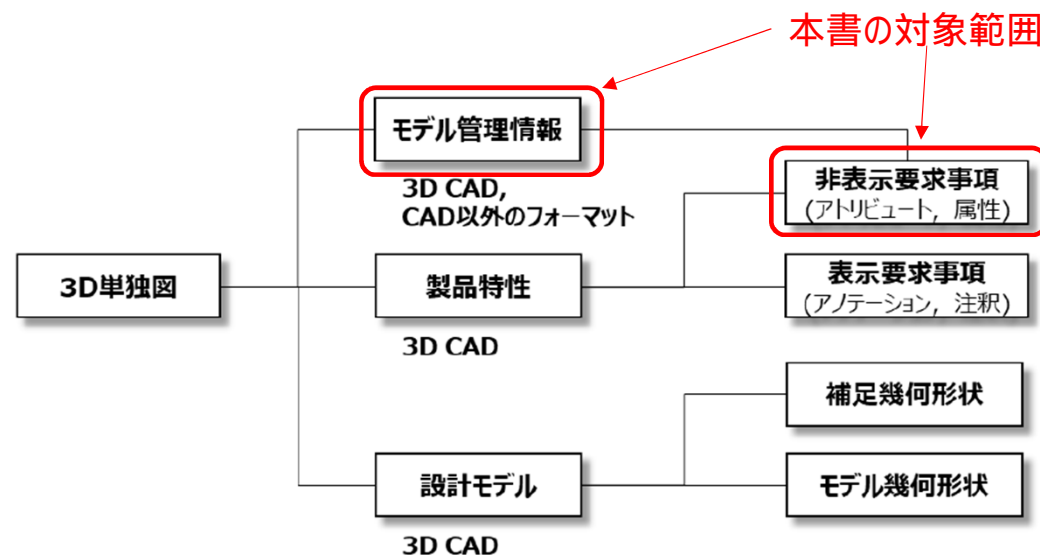 本書の対象範囲
モデル管理情報
3D CAD,
CAD以外のフォーマット
非表示要求事項
(アトリビュート, 属性)
3D単独図
製品特性
3D CAD
表示要求事項
(アノテーション, 注釈)
補足幾何形状
設計モデル
3D CAD
モデル幾何形状